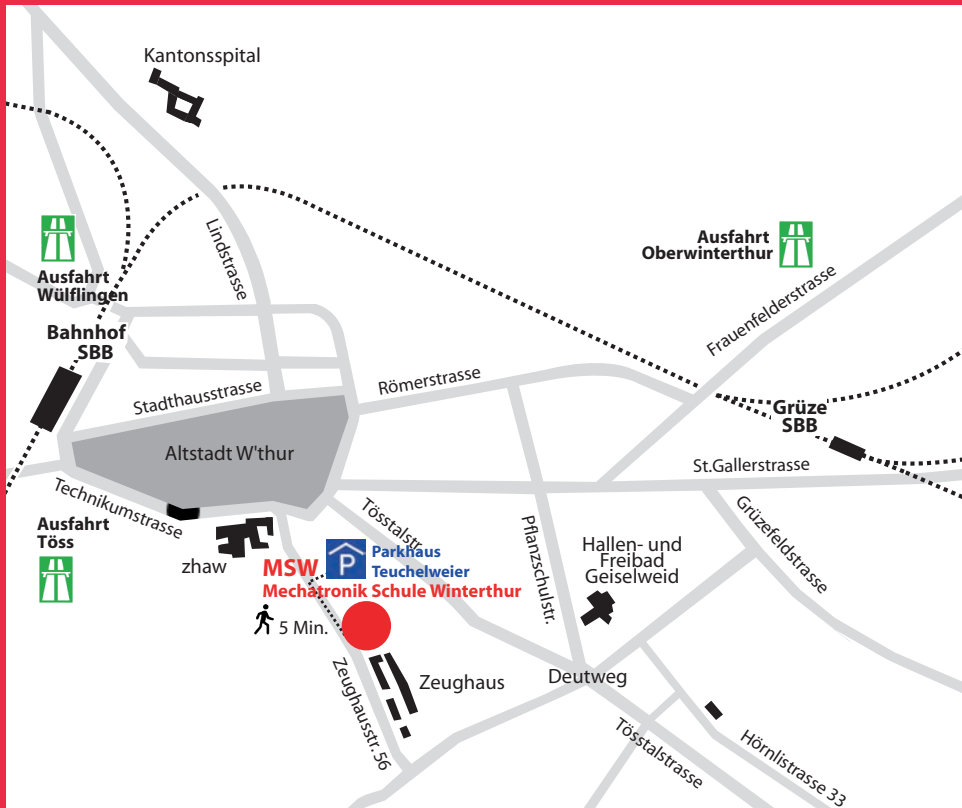 Kantonsspital
Lindstrasse
Ausfahrt
Wülflingen
Ausfahrt
Oberwinterthur
Frauenfelderstrasse
Bahnhof
SBB
Stadthausstrasse
Römerstrasse
Grüze
SBB
Altstadt W'thur
St.Gallerstrasse
Technikumstrasse
Tösstalstr.
Pflanzschulstr.
Grüzefeldstrasse
Ausfahrt
Töss
zhaw
MSW
Mechatronik Schule Winterthur
P
Parkhaus
Teuchelweier
Hallen- und
Freibad
Geiselweid
5 Min.
Zeughaus
Zeughausstr. 56
Deutweg
Tösstalstrasse
Hörnlistrasse 33